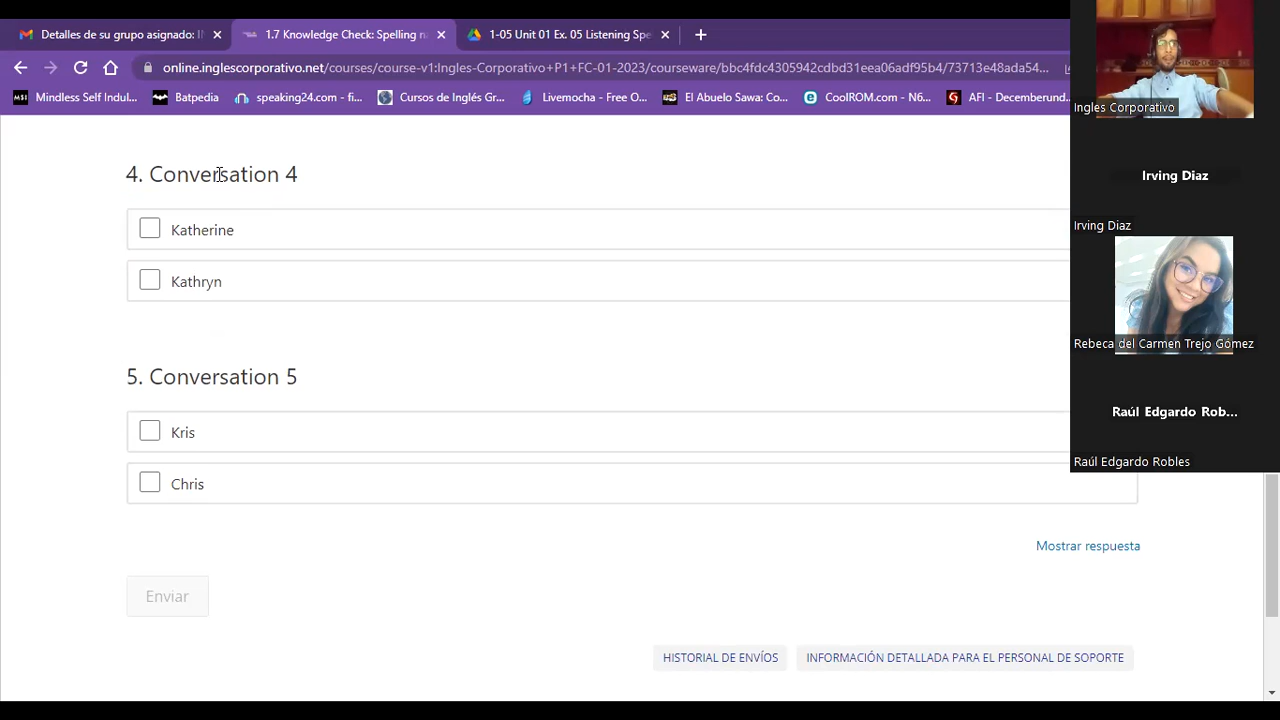 Detalles de su grupo asignado: I
1.7 Knowledge Check: Spelling n
1-05 Unit 01 Ex. 05 Listening Spe
online.inglescorporativo.net/courses/course-v1:Ingles-Corporativo+P1+FC-01-2023/courseware/bbc4fdc4305942cdbd31eea06adf95b4/73713e48ada54...
Mindless Self Indul...
Batpedia
speaking24.com - fi...
Cursos de Inglés Gr...
Livemocha - Free O...
El Abuelo Sawa: Co...
CoolROM.com - N6...
AFI - Decemberund...
4. Conversation 4
Katherine
Kathryn
5. Conversation 5
Kris
Chris
Mostrar respuesta
Enviar
HISTORIAL DE ENVÍOS
INFORMACIÓN DETALLADA PARA EL PERSONAL DE SOPORTE
Ingles Corporativo
Irving Diaz
Irving Diaz
Rebeca del Carmen Trejo Gómez
Raúl Edgardo Rob...
Raúl Edgardo Robles